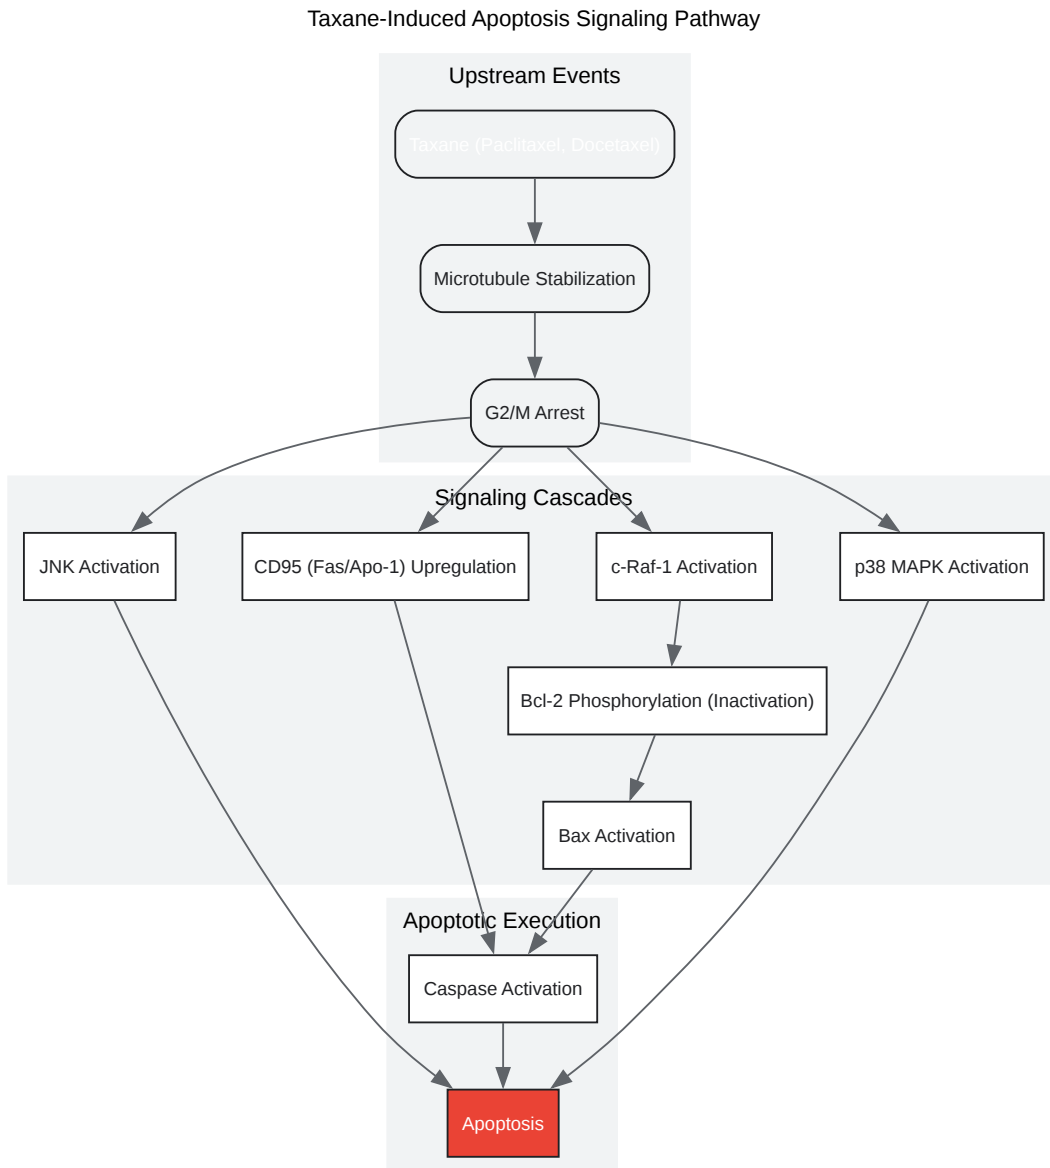 Taxane-Induced Apoptosis Signaling Pathway
Upstream Events
Taxane (Paclitaxel, Docetaxel)
Microtubule Stabilization
G2/M Arrest
Signaling Cascades
JNK Activation
CD95 (Fas/Apo-1) Upregulation
c-Raf-1 Activation
p38 MAPK Activation
Bcl-2 Phosphorylation (Inactivation)
Bax Activation
Apoptotic Execution
Caspase Activation
Apoptosis